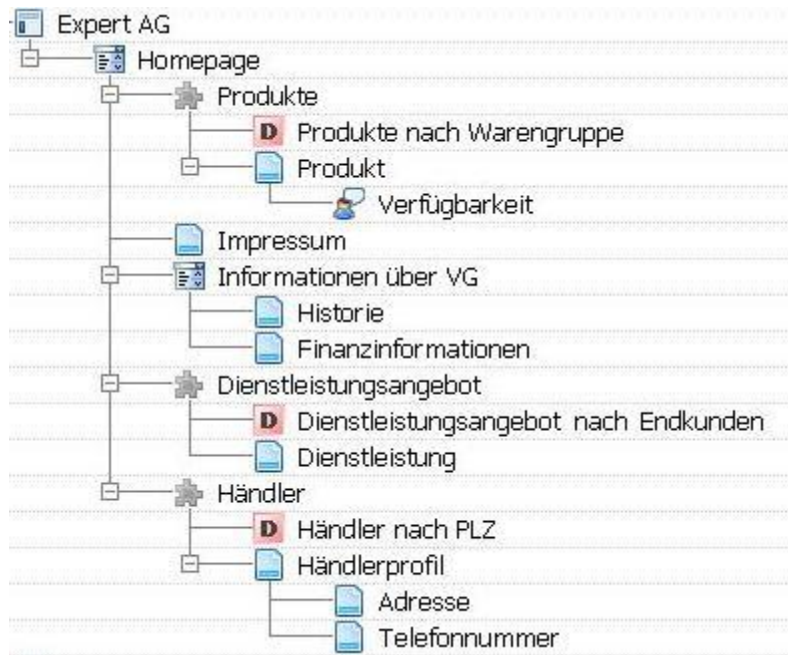 Expert AG
Homepage
Produkte
D Produkte nach Warengruppe
Produkt
Verfügbarkeit
Impressum
Informationen über VG
Historie
Finanzinformationen
Dienstleistungsangebot
D Dienstleistungsangebot nach Endkunden
Dienstleistung
Händler
D Händler nach PLZ
Händlerprofil
Adresse
Telefonnummer